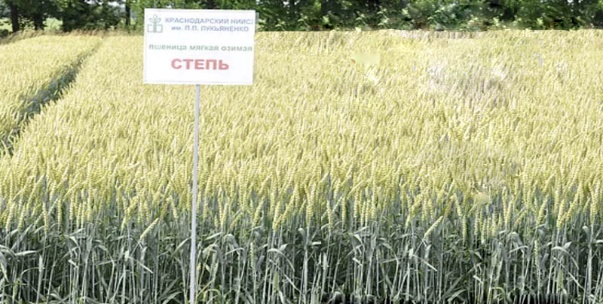 КРАСНОДАРСКИЙ НИИСХ
им. П.П. ЛУКЬЯНЕНКО
пшеница мягкая озимая
СТЕПЬ